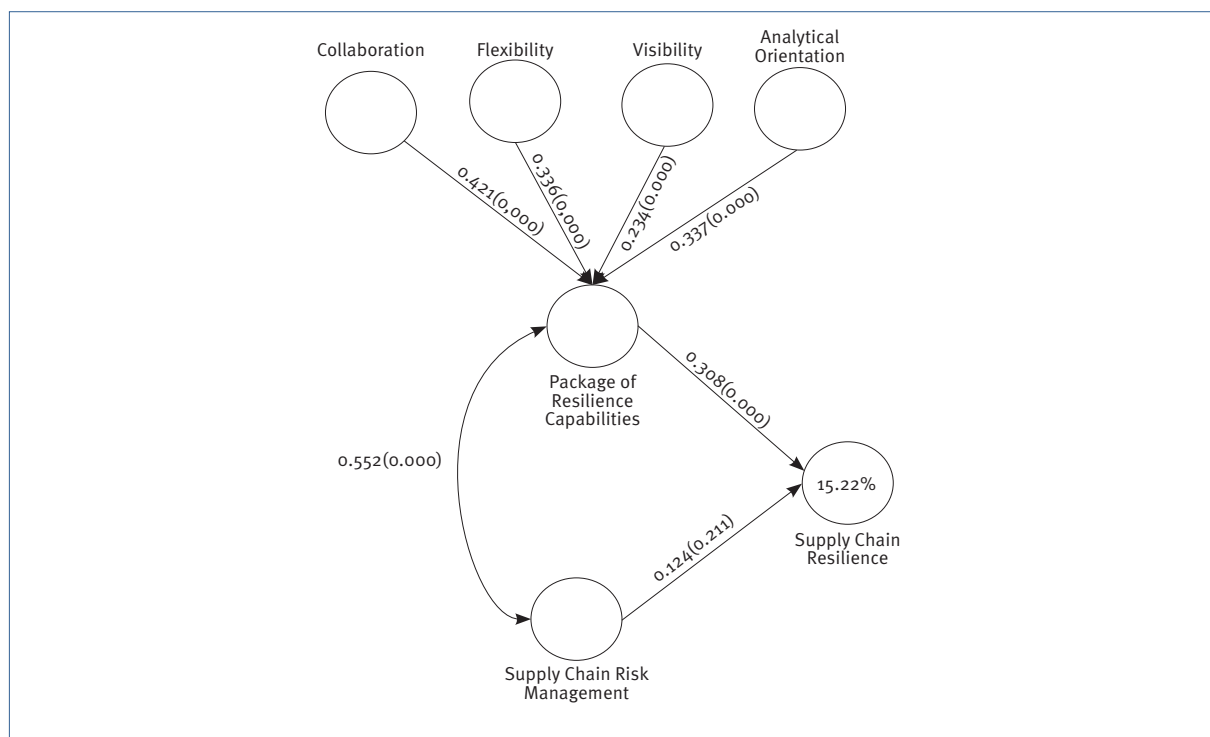 Collaboration
Flexibility
Visibility
Analytical
Orientation
0.421(0,000)
0.336(0,000)
0.234(0.000)
0.337(0.000)
Package of
Resilience
Capabilities
0.308(0.000)
0.552(0.000)
15.22%
Supply Chain
Resilience
0.124(0.211)
Supply Chain Risk
Management